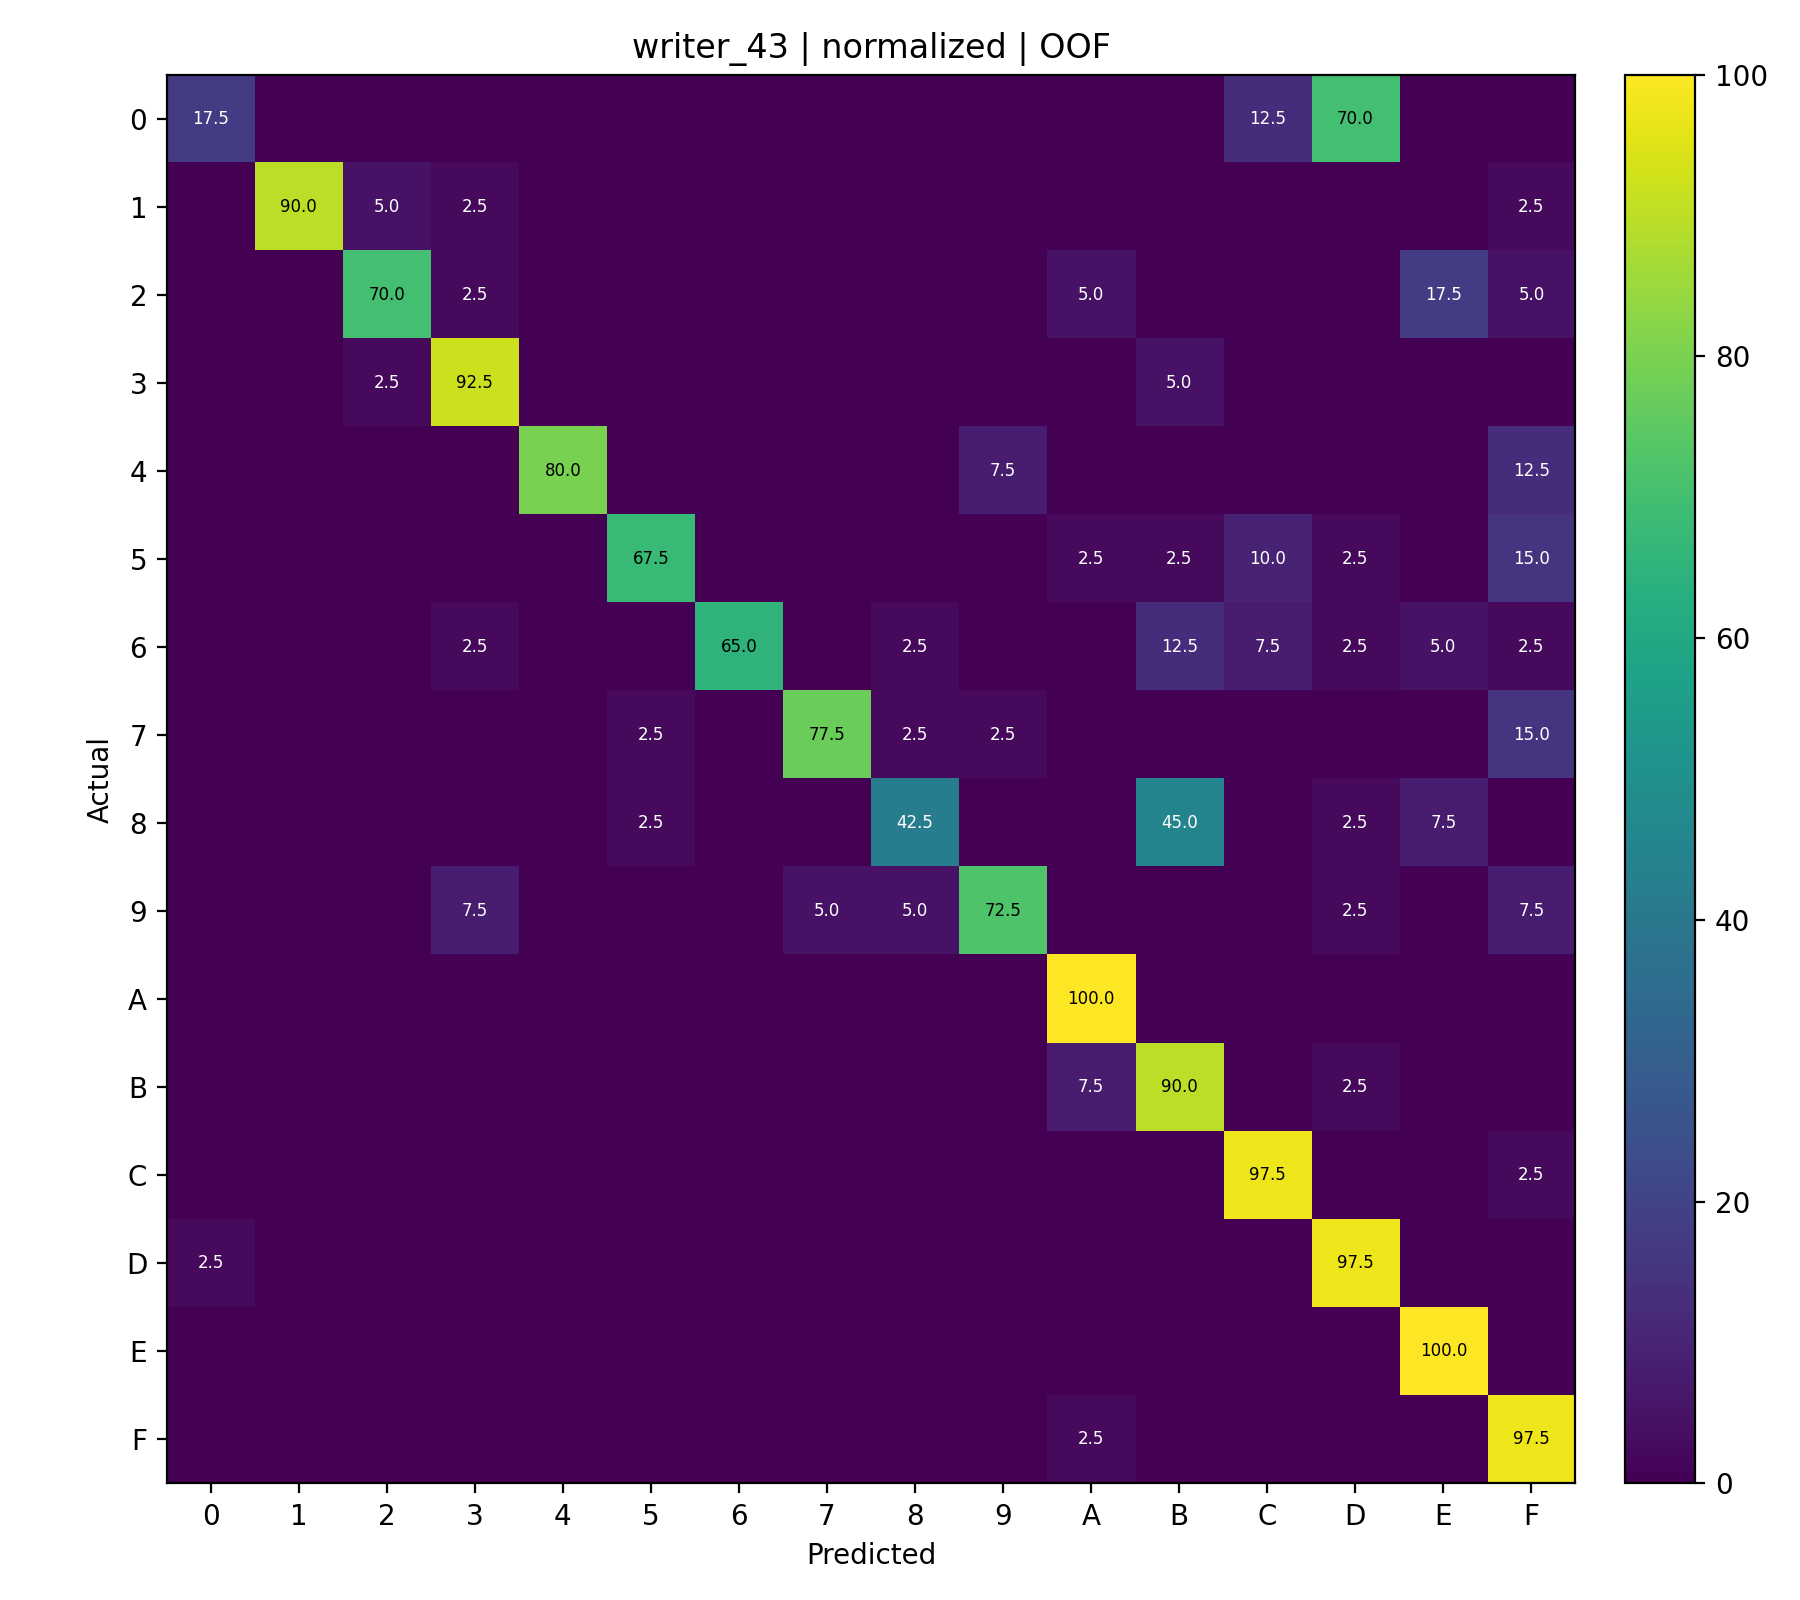 writer_43 | normalized | OOF
0 17.5 12.5 70.0
1 90.0 5.0 2.5 2.5
2 70.0 2.5 5.0 17.5 5.0
3 2.5 92.5 5.0
4 80.0 7.5 12.5
5 67.5 2.5 2.5 10.0 2.5 15.0
6 2.5 65.0 2.5 12.5 7.5 2.5 5.0 2.5
7 2.5 77.5 2.5 2.5 15.0
8 2.5 42.5 45.0 2.5 7.5
9 7.5 5.0 5.0 72.5 2.5 7.5
A 100.0
B 7.5 90.0 2.5
C 97.5 2.5
D 2.5 97.5
E 100.0
F 2.5 97.5
0 1 2 3 4 5 6 7 8 9 A B C D E F
Predicted
Actual
100
80
60
40
20
0